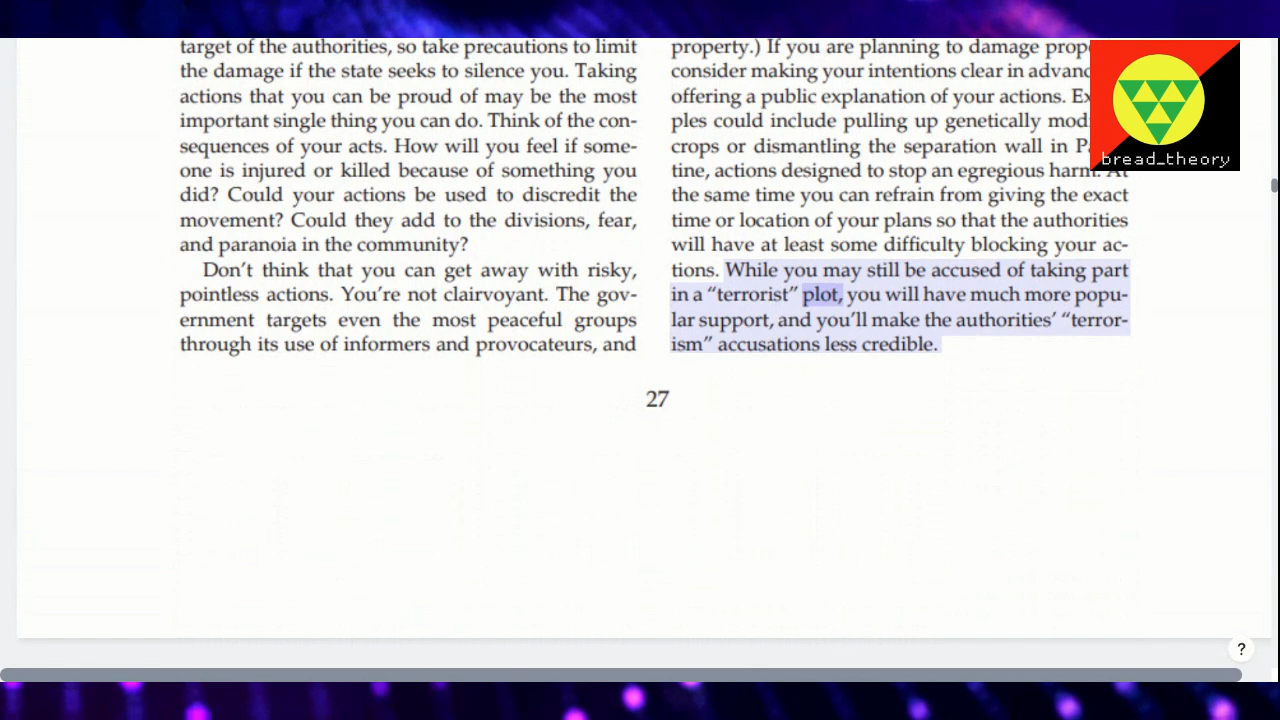 target of the authorities, so take precautions to limit
the damage if the state seeks to silence you. Taking
actions that you can be proud of may be the most
important single thing you can do. Think of the con-
sequences of your acts. How will you feel if some-
one is injured or killed because of something you
did? Could your actions be used to discredit the
movement? Could they add to the divisions, fear,
and paranoia in the community?
Don't think that you can get away with risky,
pointless actions. You're not clairvoyant. The gov-
ernment targets even the most peaceful groups
through its use of informers and provocateurs, and
property.) If you are planning to damage
consider making your intentions clear in
offering a public explanation of your actions.
ples could include pulling up genetically
crops or dismantling the separation wall in
tine, actions designed to stop an egregious harm. At
the same time you can refrain from giving the exact
time or location of your plans so that the authorities
will have at least some difficulty blocking your ac-
tions. While you may still be accused of taking part
in a "terrorist" plot, you will have much more popu-
lar support, and you'll make the authorities' "terror-
ism" accusations less credible.
27
bread_theory
?